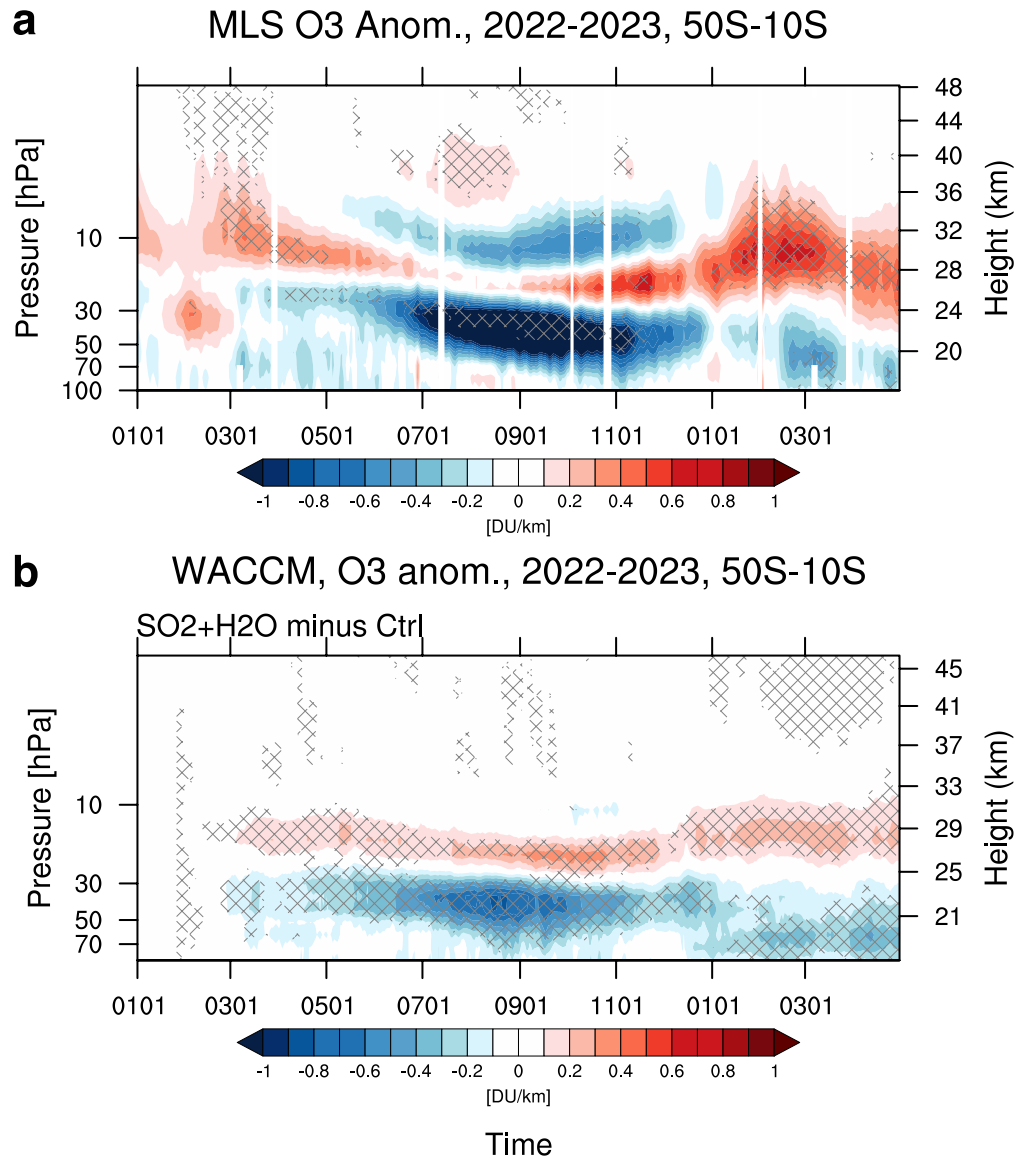 a MLS O3 Anom., 2022-2023, 50S-10S
Pressure [hPa]
10
30
50
70
100
48
44
40
36
32
28
24
20
Height (km)
0101 0301 0501 0701 0901 1101 0101 0301
-1 -0.8 -0.6 -0.4 -0.2 0 0.2 0.4 0.6 0.8 1
[DU/km]
b WACCM, O3 anom., 2022-2023, 50S-10S
SO2+H2O minus Ctrl
Pressure [hPa]
10
30
50
70
45
41
37
33
29
25
21
Height (km)
0101 0301 0501 0701 0901 1101 0101 0301
-1 -0.8 -0.6 -0.4 -0.2 0 0.2 0.4 0.6 0.8 1
[DU/km]
Time